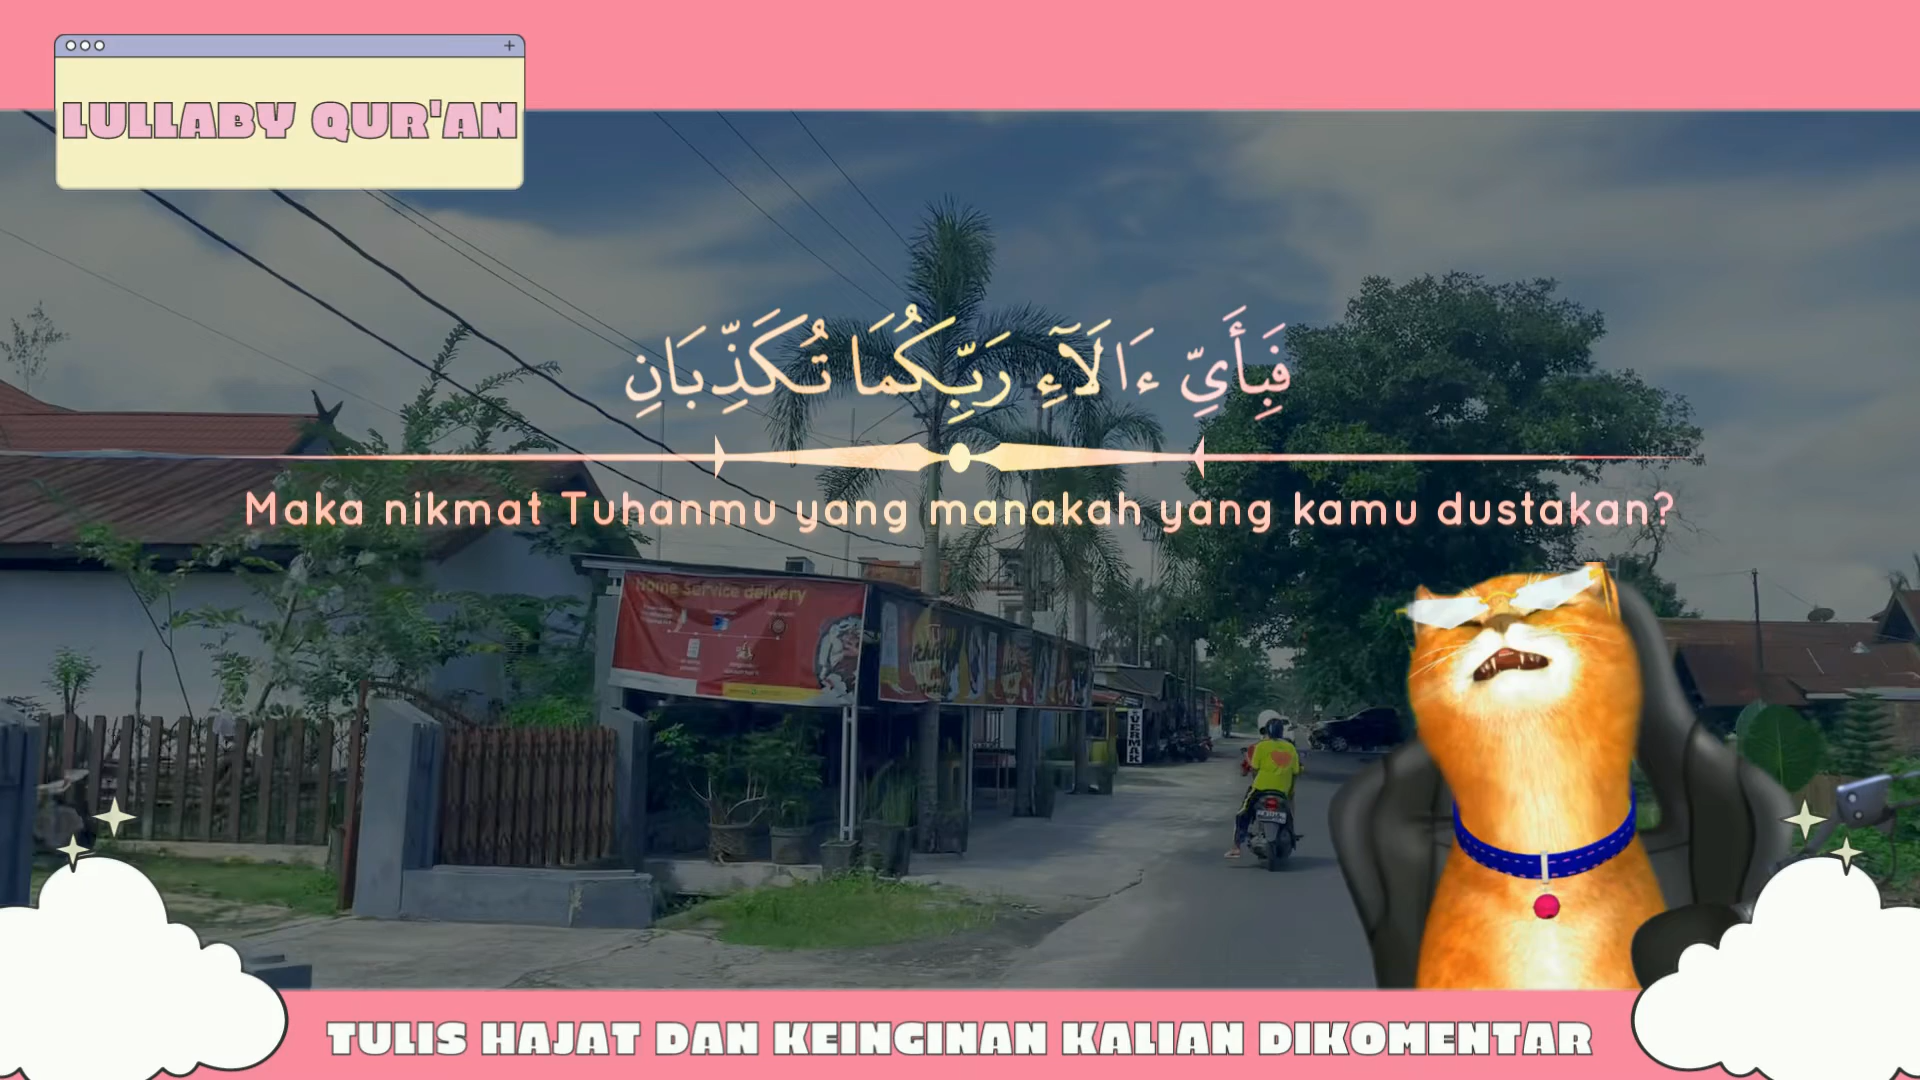 LULLABY QUR'AN
فَبِأَيِّ ءَالَآءِ رَبِّكُمَا تُكَذِّبَانِ
Maka nikmat Tuhanmu yang manakah yang kamu dustakan?
Home Service delivery
TULIS HAJAT DAN KEINGINAN KALIAN DIKOMENTAR